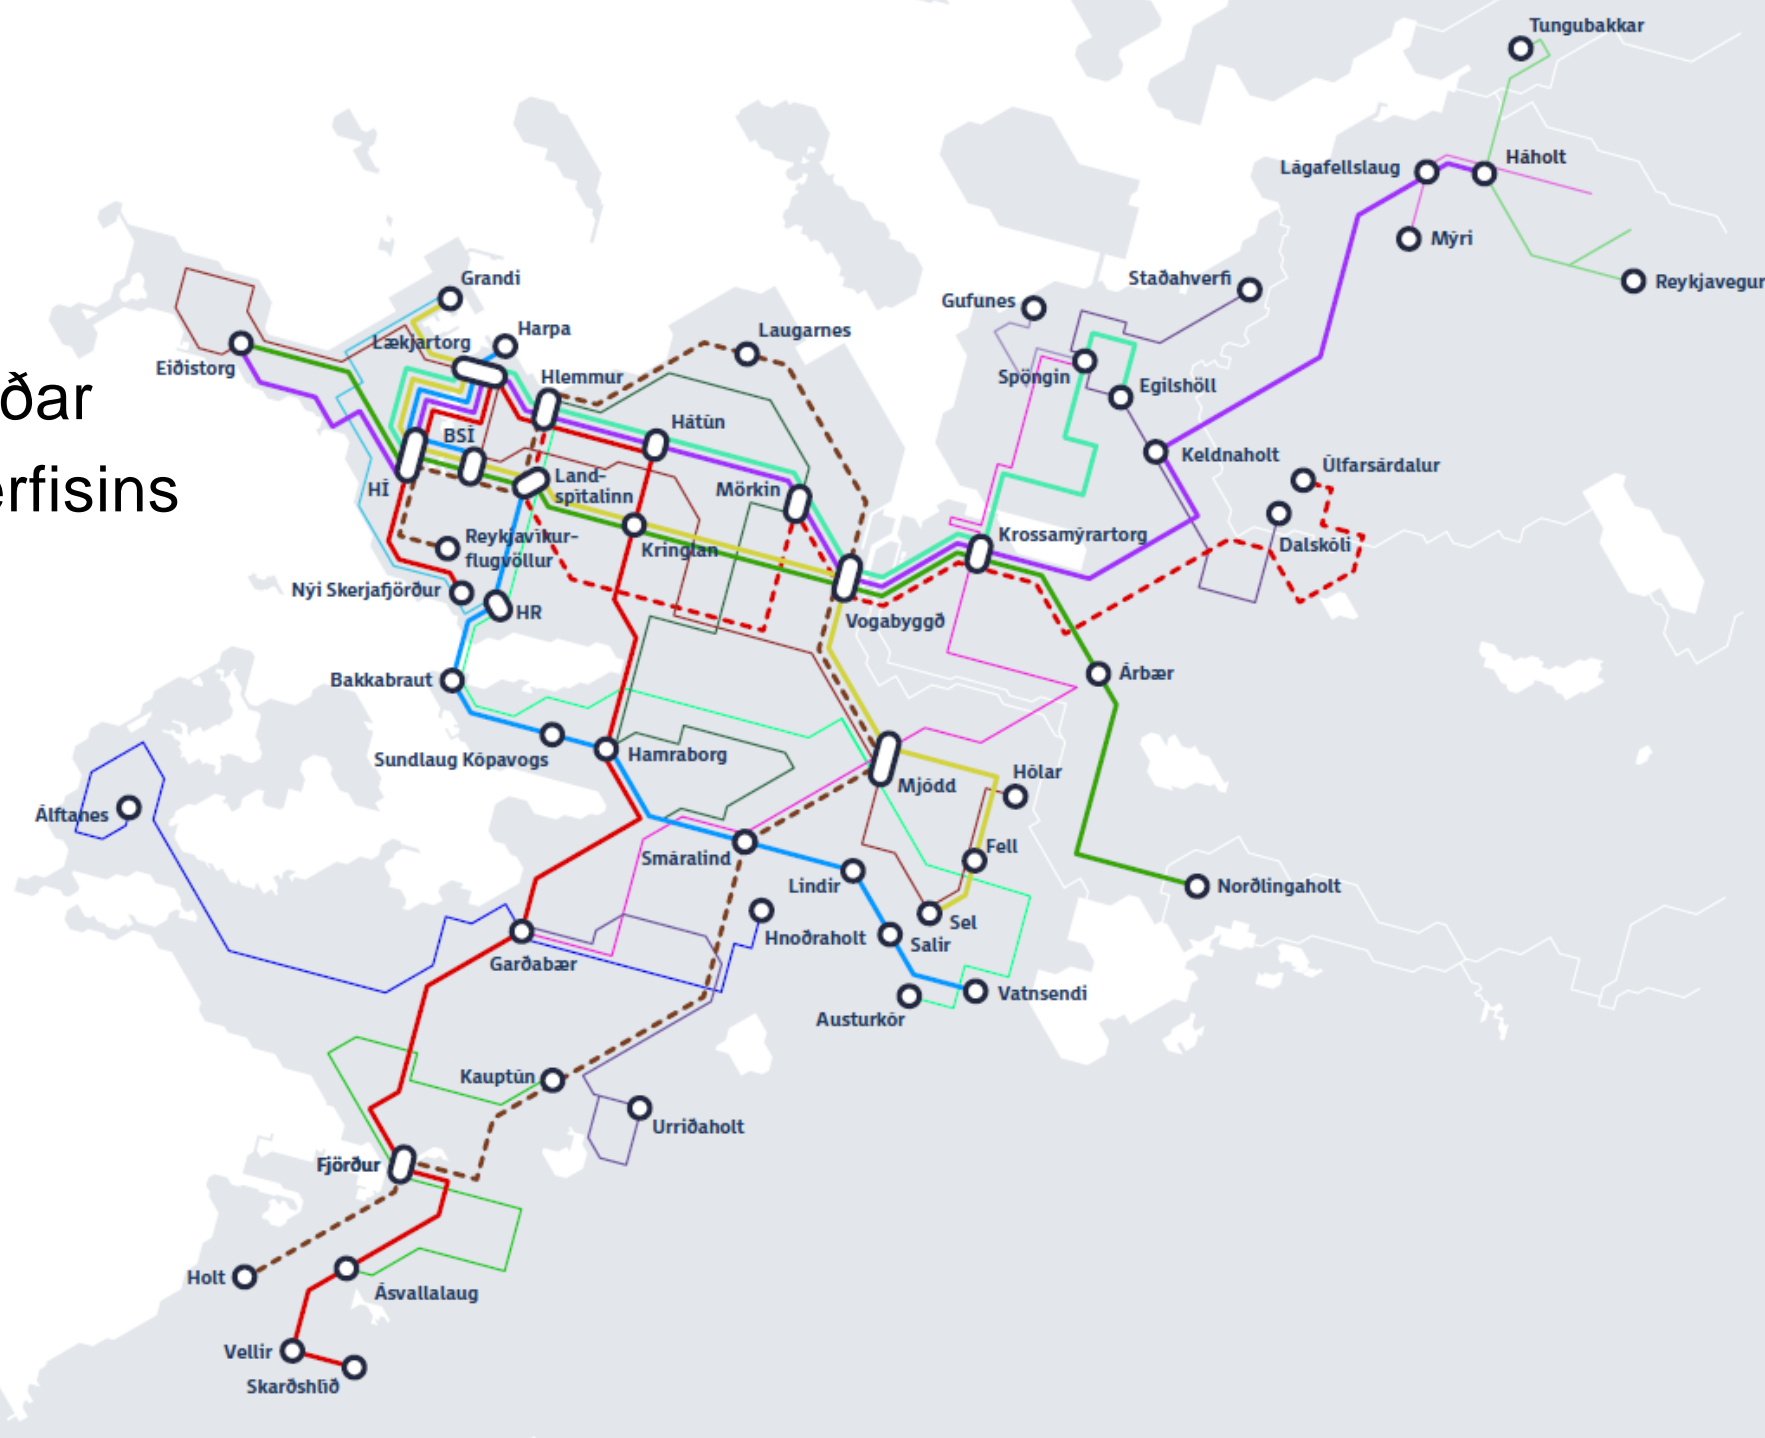 ðar
erfisins
Tungubakkar
Lágafellslaug
Háholt
Mýri
Reykjavegur
Staðahverfi
Gufunes
Grandi
Harpa
Lækjartorg
Laugarnes
Eiðistorg
Hlemmur
Spöngin
Egilshöll
Hátún
BSÍ
Keldnaholt
Úlfarsárdalur
HÍ
Land-
spítalinn
Mörkin
Reykjavíkur-
flugvöllur
Kringlan
Krossamýrartorg
Dalskóli
Nýi Skerjafjörður
HR
Vogabyggð
Bakkabraut
Árbær
Sundlaug Kópavogs
Hamraborg
Mjódd
Hólar
Álftanes
Smáralind
Fell
Lindir
Norðlingaholt
Sel
Hnoðraholt
Salir
Garðabær
Vatnsendi
Austurkór
Kauptún
Urriðaholt
Fjörður
Holt
Ásvallalaug
Vellir
Skarðshlíð